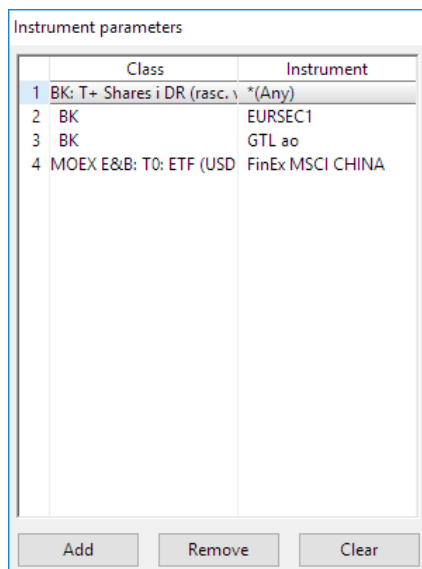 Instrument parameters
Class Instrument
1 BK: T+ Shares i DR (rasc. v *(Any)
2 BK EURSEC1
3 BK GTL ao
4 MOEX E&B: T0: ETF (USD FinEx MSCI CHINA
Add Remove Clear